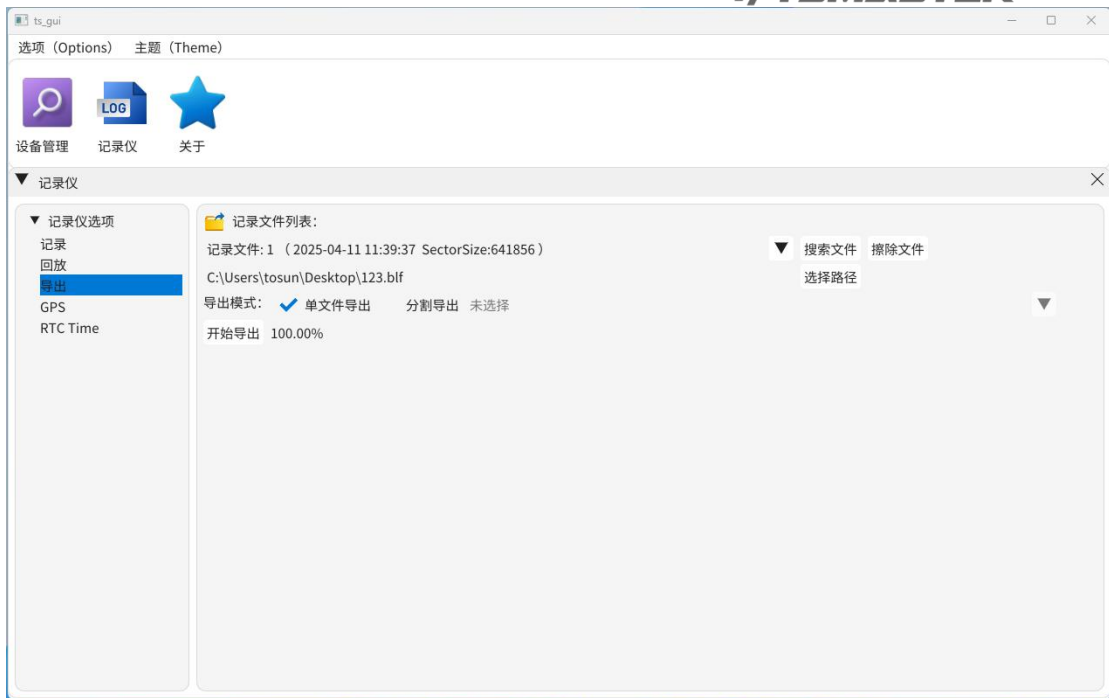 ts_gui
选项（Options） 主题（Theme）
LOG
设备管理 记录仪 关于
记录仪
记录仪选项
记录
回放
导出
GPS
RTC Time
记录文件列表：
记录文件: 1 （ 2025-04-11 11:39:37 SectorSize:641856 ） 搜索文件 擦除文件
C:\Users\tosun\Desktop\123.blf 选择路径
导出模式： 单文件导出 分割导出 未选择
开始导出 100.00%